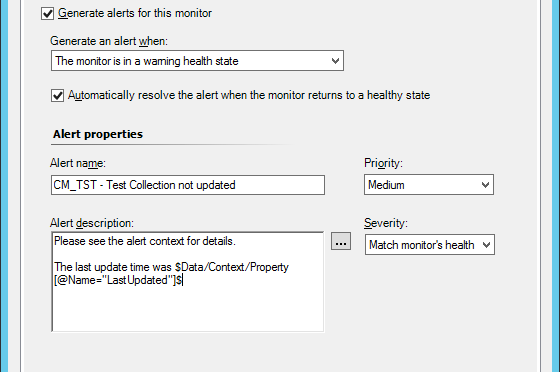 Generate alerts for this monitor
Generate an alert when:
The monitor is in a warning health state
Automatically resolve the alert when the monitor returns to a healthy state
Alert properties
Alert name:
Priority:
CM_TST - Test Collection not updated
Medium
Alert description:
Severity:
Please see the alert context for details.
...
Match monitor's health
The last update time was $Data/Context/Property
[@Name="LastUpdated"]$